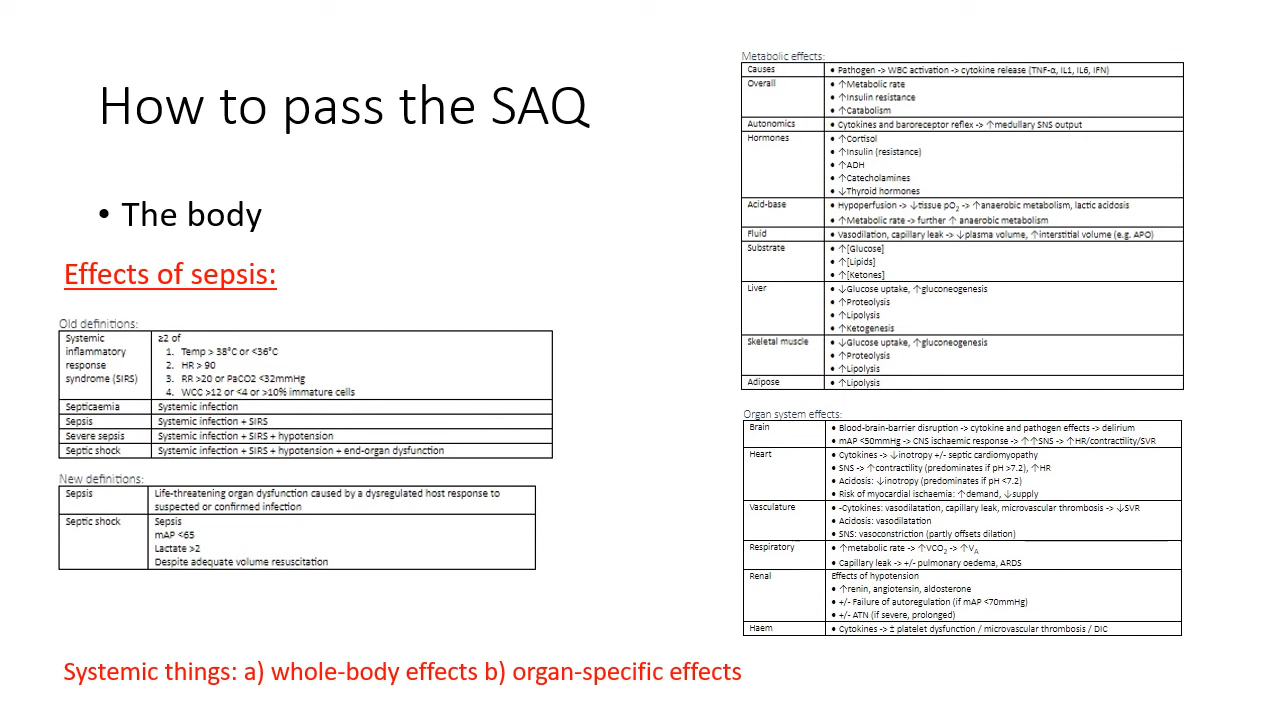 How to pass the SAQ
• The body
Effects of sepsis:
Old definitions:
Systemic inflammatory response syndrome (SIRS)
≥2 of
1. Temp > 38°C or <36°C
2. HR > 90
3. RR >20 or PaCO2 <32mmHg
4. WCC >12 or <4 or >10% immature cells
Septicaemia Systemic infection
Sepsis Systemic infection + SIRS
Severe sepsis Systemic infection + SIRS + hypotension
Septic shock Systemic infection + SIRS + hypotension + end-organ dysfunction
New definitions:
Sepsis Life-threatening organ dysfunction caused by a dysregulated host response to
suspected or confirmed infection
Septic shock Sepsis
mAP <65
Lactate >2
Despite adequate volume resuscitation
Metabolic effects:
Causes • Pathogen -> WBC activation -> cytokine release (TNF-α, IL1, IL6, IFN)
Overall • ↑Metabolic rate
• ↑Insulin resistance
• ↑Catabolism
Autonomics • Cytokines and baroreceptor reflex -> ↑medullary SNS output
Hormones • ↑Cortisol
• ↑Insulin (resistance)
• ↑ADH
• ↑Catecholamines
• ↓Thyroid hormones
Acid-base • Hypoperfusion -> ↓tissue pO2 -> ↑anaerobic metabolism, lactic acidosis
• ↑Metabolic rate -> further ↑ anaerobic metabolism
Fluid • Vasodilation, capillary leak -> ↓plasma volume, ↑interstitial volume (e.g. APO)
Substrate • ↑[Glucose]
• ↑[Lipids]
• ↑[Ketones]
Liver • ↓Glucose uptake, ↑gluconeogenesis
• ↑Proteolysis
• ↑Lipolysis
• ↑Ketogenesis
Skeletal muscle • ↓Glucose uptake, ↑gluconeogenesis
• ↑Proteolysis
• ↑Lipolysis
Adipose • ↑Lipolysis
Organ system effects:
Brain • Blood-brain-barrier disruption -> cytokine and pathogen effects -> delirium
• mAP <50mmHg -> CNS ischaemic response -> ↑↑SNS -> ↑HR/contractility/SVR
Heart • Cytokines -> ↓inotropy +/- septic cardiomyopathy
• SNS -> ↑contractility (predominates if pH >7.2), ↑HR
• Acidosis: ↓inotropy (predominates if pH <7.2)
• Risk of myocardial ischaemia: ↑demand, ↓supply
Vasculature • -Cytokines: vasodilatation, capillary leak, microvascular thrombosis -> ↓SVR
• Acidosis: vasodilatation
• SNS: vasoconstriction (partly offsets dilation)
Respiratory • ↑metabolic rate -> ↑VCO2 -> ↑VA
• Capillary leak -> +/- pulmonary oedema, ARDS
Renal Effects of hypotension
• ↑renin, angiotensin, aldosterone
• +/- Failure of autoregulation (if mAP <70mmHg)
• +/- ATN (if severe, prolonged)
Haem • Cytokines -> ± platelet dysfunction / microvascular thrombosis / DIC
Systemic things: a) whole-body effects b) organ-specific effects